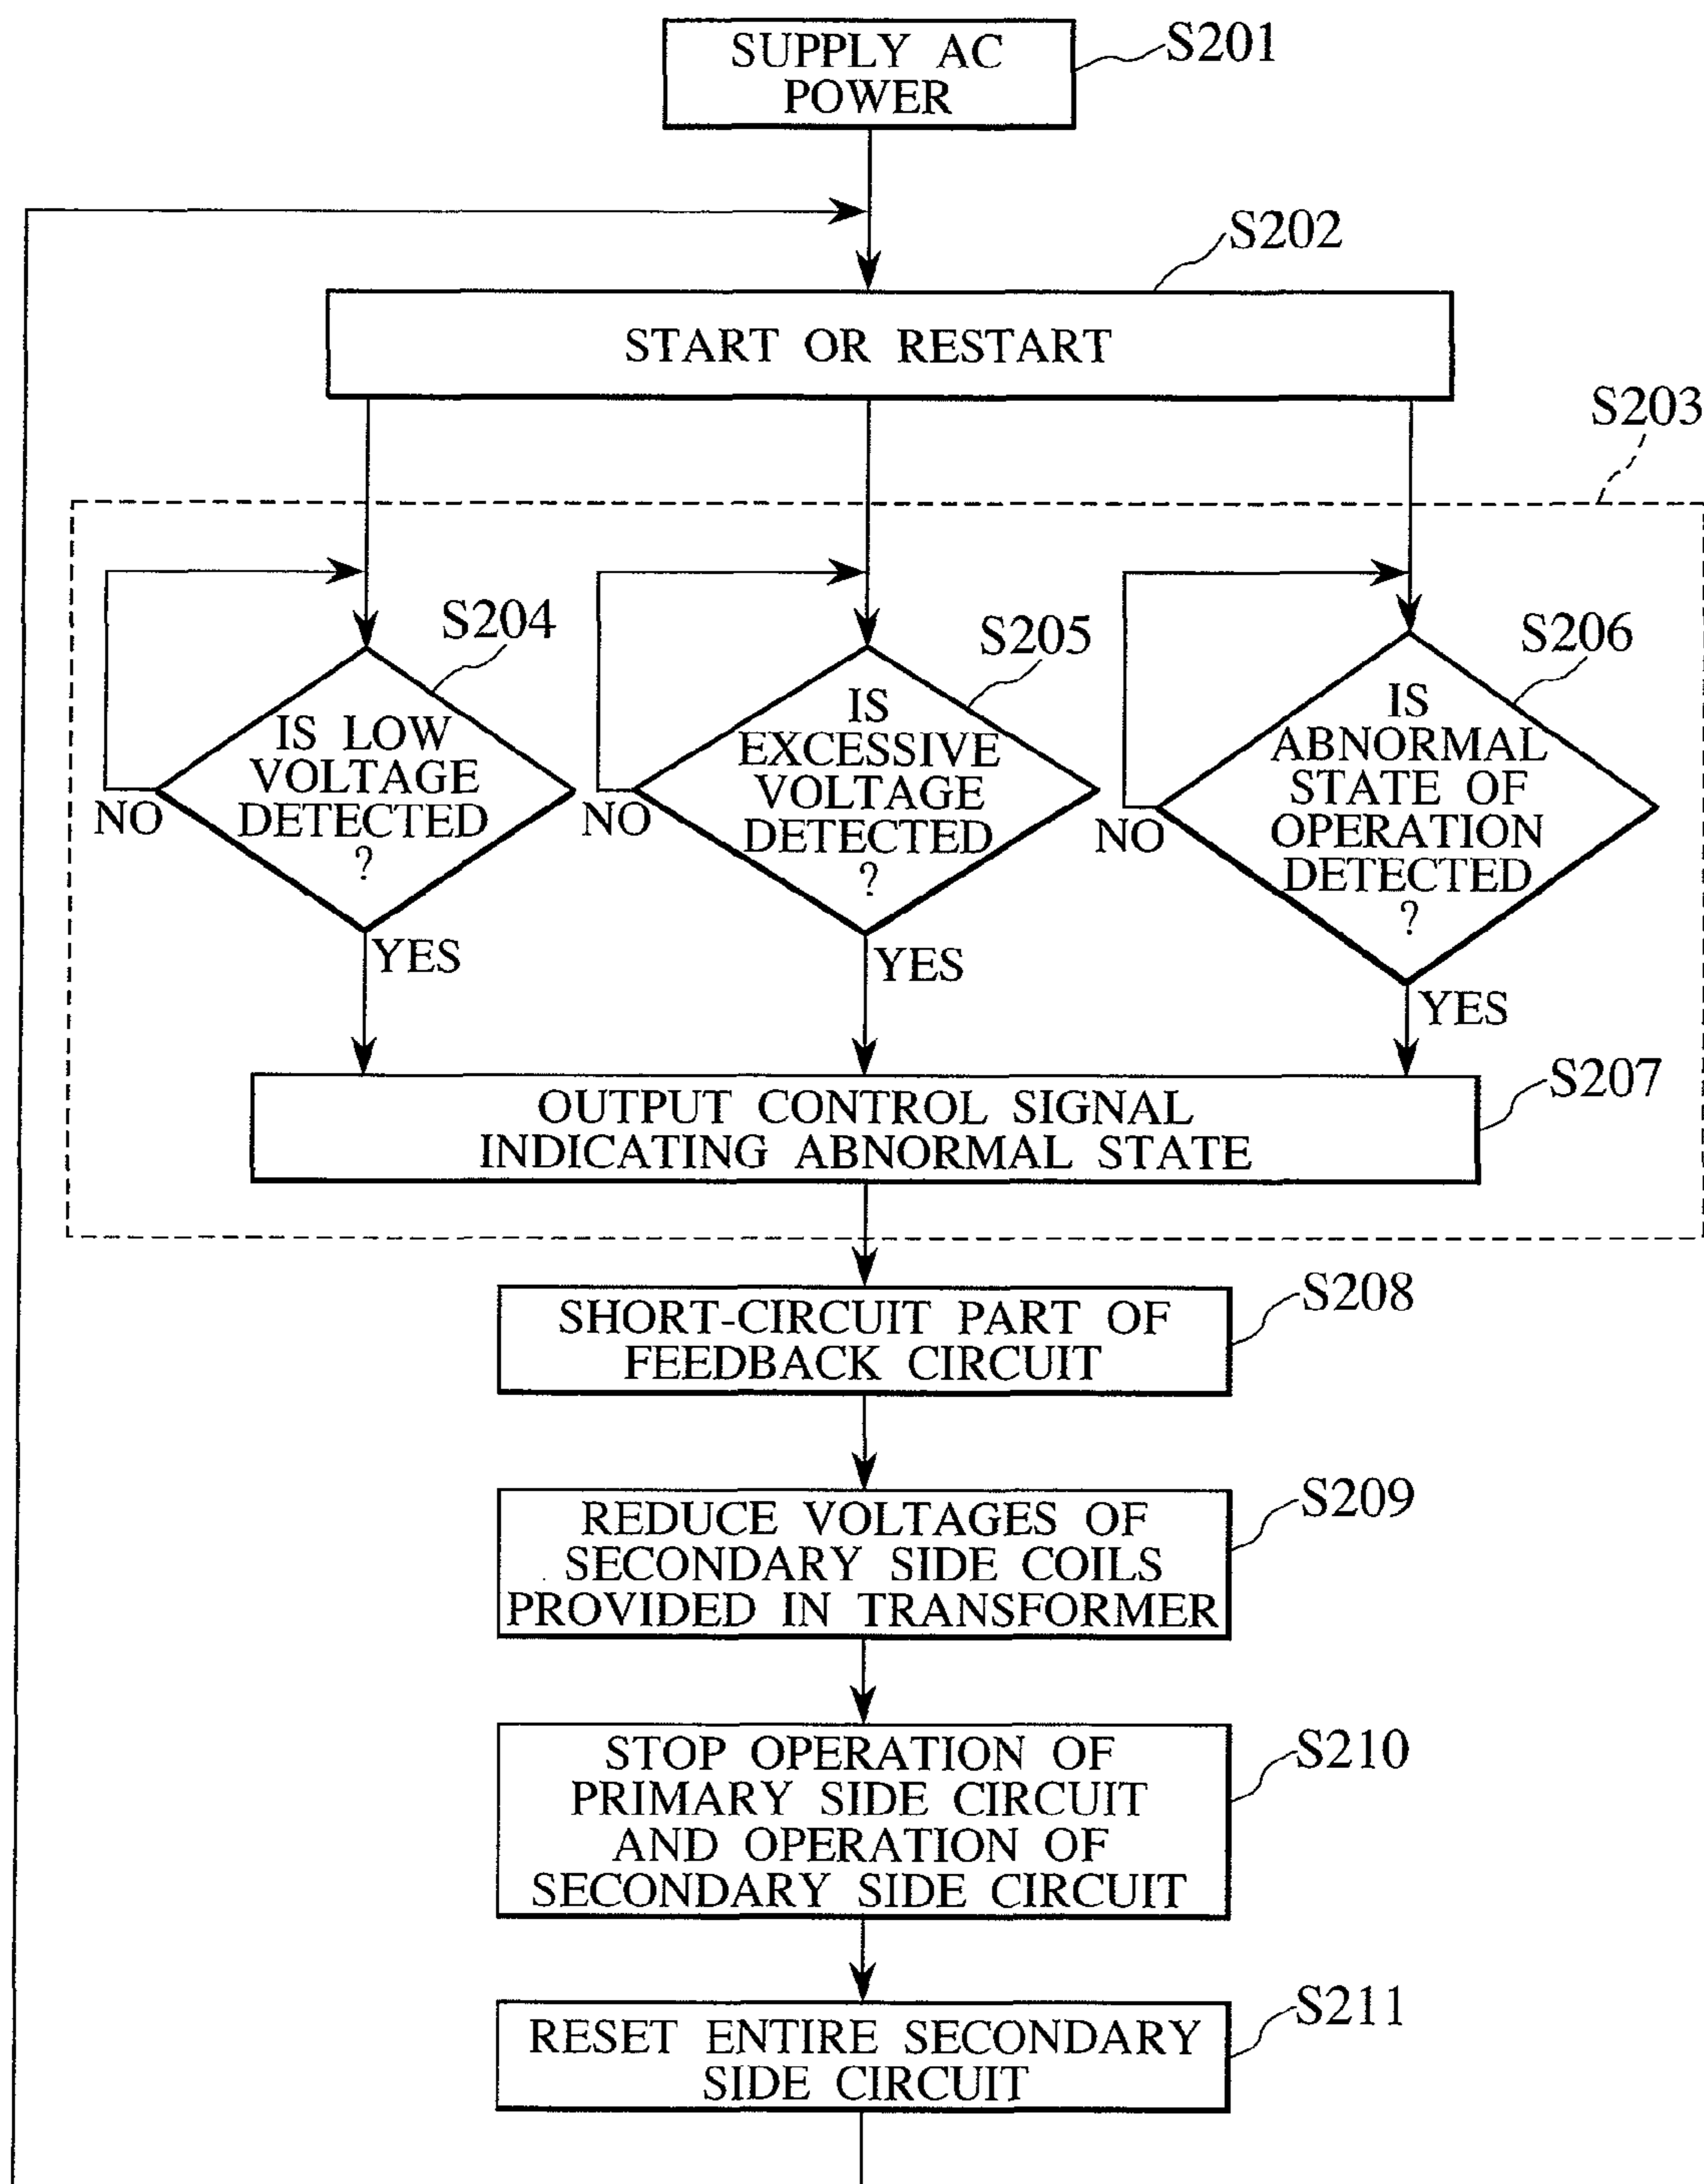 SUPPLY AC
POWER
S201
S202
START OR RESTART
S203
S204
IS LOW
VOLTAGE
DETECTED
?
NO
YES
S205
IS
EXCESSIVE
VOLTAGE
DETECTED
?
NO
YES
S206
IS
ABNORMAL
STATE OF
OPERATION
DETECTED
?
NO
YES
S207
OUTPUT CONTROL SIGNAL
INDICATING ABNORMAL STATE
S208
SHORT-CIRCUIT PART OF
FEEDBACK CIRCUIT
S209
REDUCE VOLTAGES OF
SECONDARY SIDE COILS
PROVIDED IN TRANSFORMER
S210
STOP OPERATION OF
PRIMARY SIDE CIRCUIT
AND OPERATION OF
SECONDARY SIDE CIRCUIT
S211
RESET ENTIRE SECONDARY
SIDE CIRCUIT